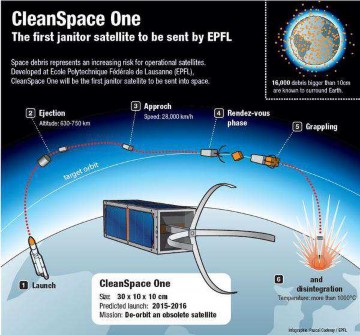 CleanSpace One
The first janitor satellite to be sent by EPFL
Space debris represents an increasing risk for operational satellites.
Developed at Ecole Polytechnique Fédérale de Lausanne (EPFL),
CleanSpace One will be the first janitor satellite to be sent into space.
16,000 debris bigger than 10cm
are known to surround Earth.
2 Ejection
Altitude: 630-750 km
3 Approch
Speed: 28,000 km/h
4 Rendez-vous
phase
5 Grappling
target orbit
1 Launch
CleanSpace One
Size: 30 x 10 x 10 cm
Predicted launch: 2015-2016
Mission: De-orbit an obsolete satellite
6 and
disintegration
Temperature: more than 1000°C
Infographie: Pascal Coderay / EPFL